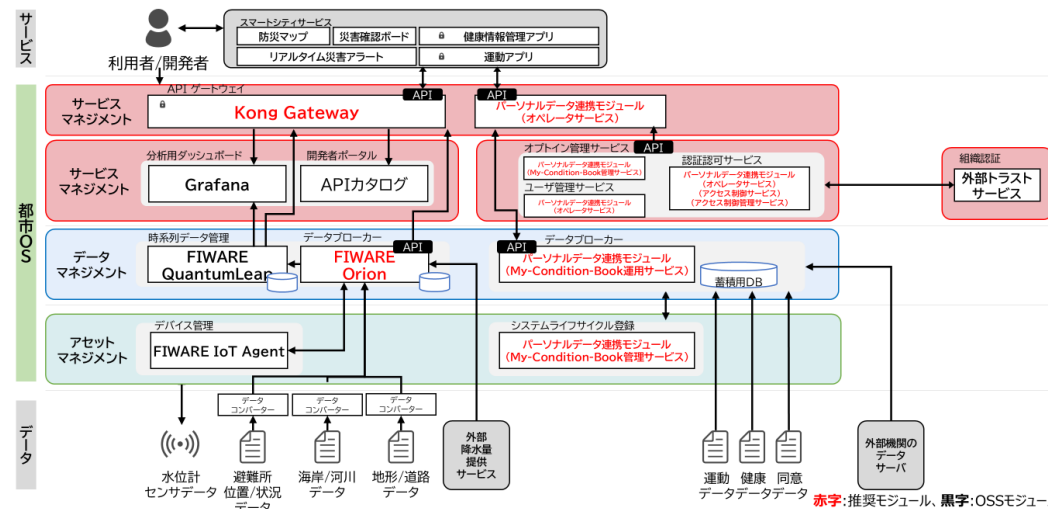 サービス
利用者/開発者
スマートシティサービス
防災マップ
災害確認ボード
健康情報管理アプリ
リアルタイム災害アラート
運動アプリ
都市OS
サービス
マネジメント
API ゲートウェイ
API
Kong Gateway
API
パーソナルデータ連携モジュール
(オペレータサービス)
サービス
マネジメント
分析用ダッシュボード
Grafana
開発者ポータル
APIカタログ
オプトイン管理サービス
API
パーソナルデータ連携モジュール
(My-Condition-Book管理サービス)
ユーザ管理サービス
パーソナルデータ連携モジュール
(オペレータサービス)
認証認可サービス
パーソナルデータ連携モジュール
(オペレータサービス)
(アクセス制御サービス)
(アクセス制御管理サービス)
組織認証
外部トラスト
サービス
データ
マネジメント
時系列データ管理
FIWARE
QuantumLeap
データブローカー
API
FIWARE
Orion
API
データブローカー
パーソナルデータ連携モジュール
(My-Condition-Book運用サービス)
蓄積用DB
アセット
マネジメント
デバイス管理
FIWARE IoT Agent
システムライフサイクル登録
パーソナルデータ連携モジュール
(My-Condition-Book管理サービス)
データ
データ
コンバーター
データ
コンバーター
データ
コンバーター
水位計
センサデータ
避難所
位置/状況
データ
海岸/河川
データ
地形/道路
データ
外部
降水量
提供
サービス
運動
データ
健康
データ
同意
データ
外部機関の
データ
サーバ
赤字:推奨モジュール、黒字:OSSモジュー